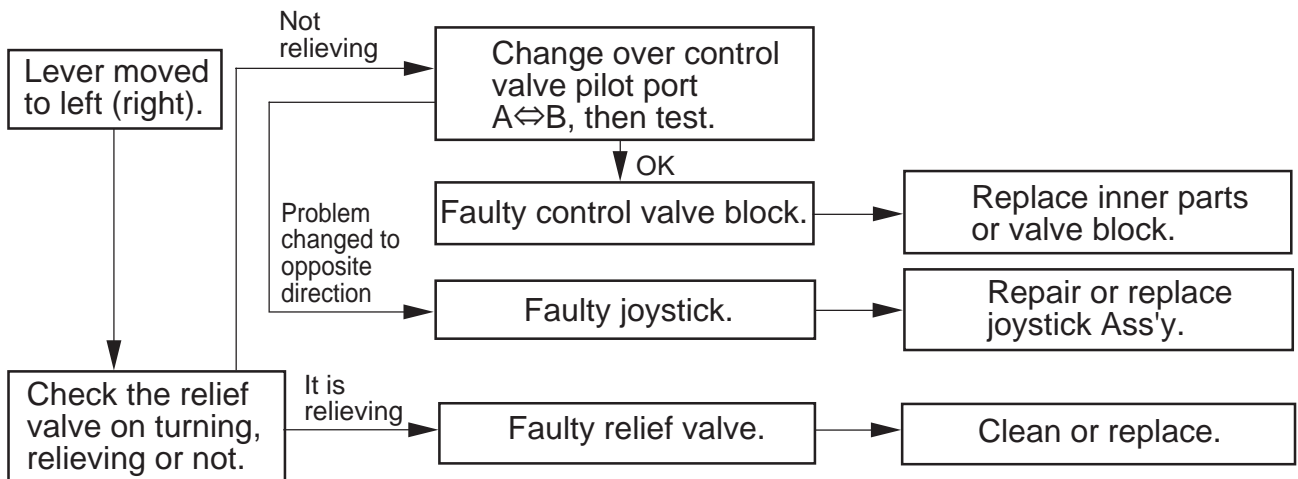 Lever moved
to left (right).
Not
relieving
Change over control
valve pilot port
A⇔B, then test.
OK
Faulty control valve block.
Replace inner parts
or valve block.
Problem
changed to
opposite
direction
Faulty joystick.
Repair or replace
joystick Ass'y.
Check the relief
valve on turning,
relieving or not.
It is
relieving
Faulty relief valve.
Clean or replace.